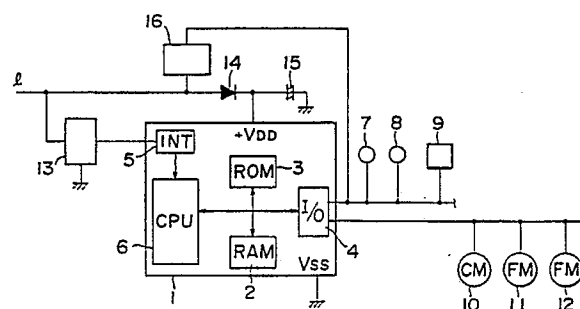 16
14
15
ℓ
+VDD
7
8
9
13
5
INT
ROM
3
CPU
I/O
4
6
RAM
VSS
1
2
CM
FM
FM
10
11
12